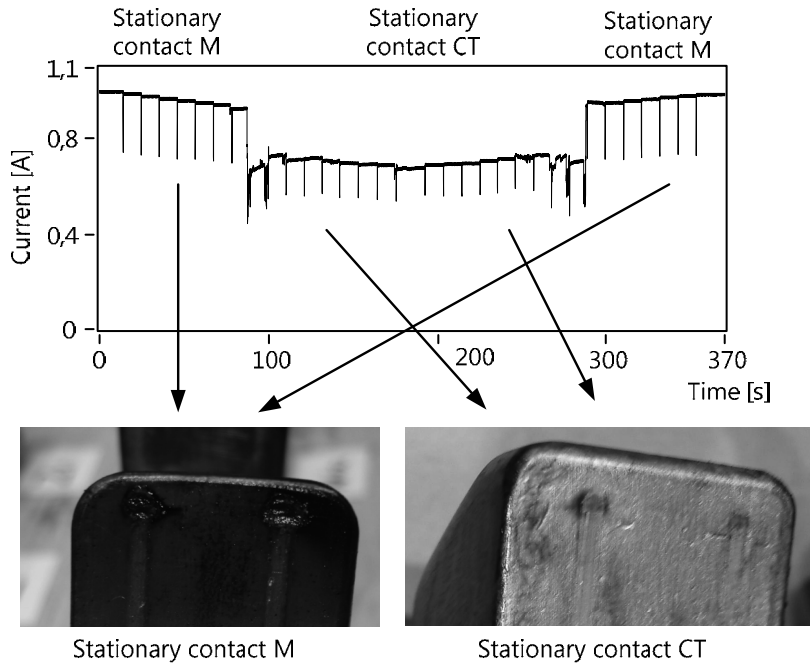 Stationary
contact M
Stationary
contact CT
Stationary
contact M
1,1
0,8
0,4
0
Current [A]
0
100
200
300
370
Time [s]
Stationary contact M
Stationary contact CT